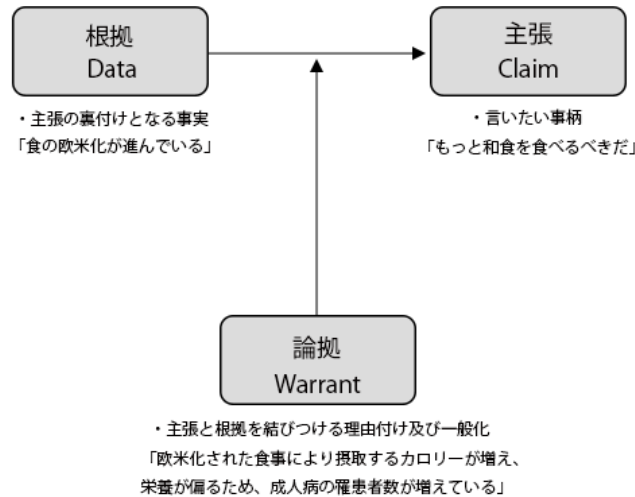 根拠
Data
主張
Claim
・主張の裏付けとなる事実
「食の欧米化が進んでいる」
・言いたい事柄
「もっと和食を食べるべきだ」
論拠
Warrant
・主張と根拠を結びつける理由付け及び一般化
「欧米化された食事により摂取するカロリーが増え、
栄養が偏るため、成人病の罹患者数が増えている」